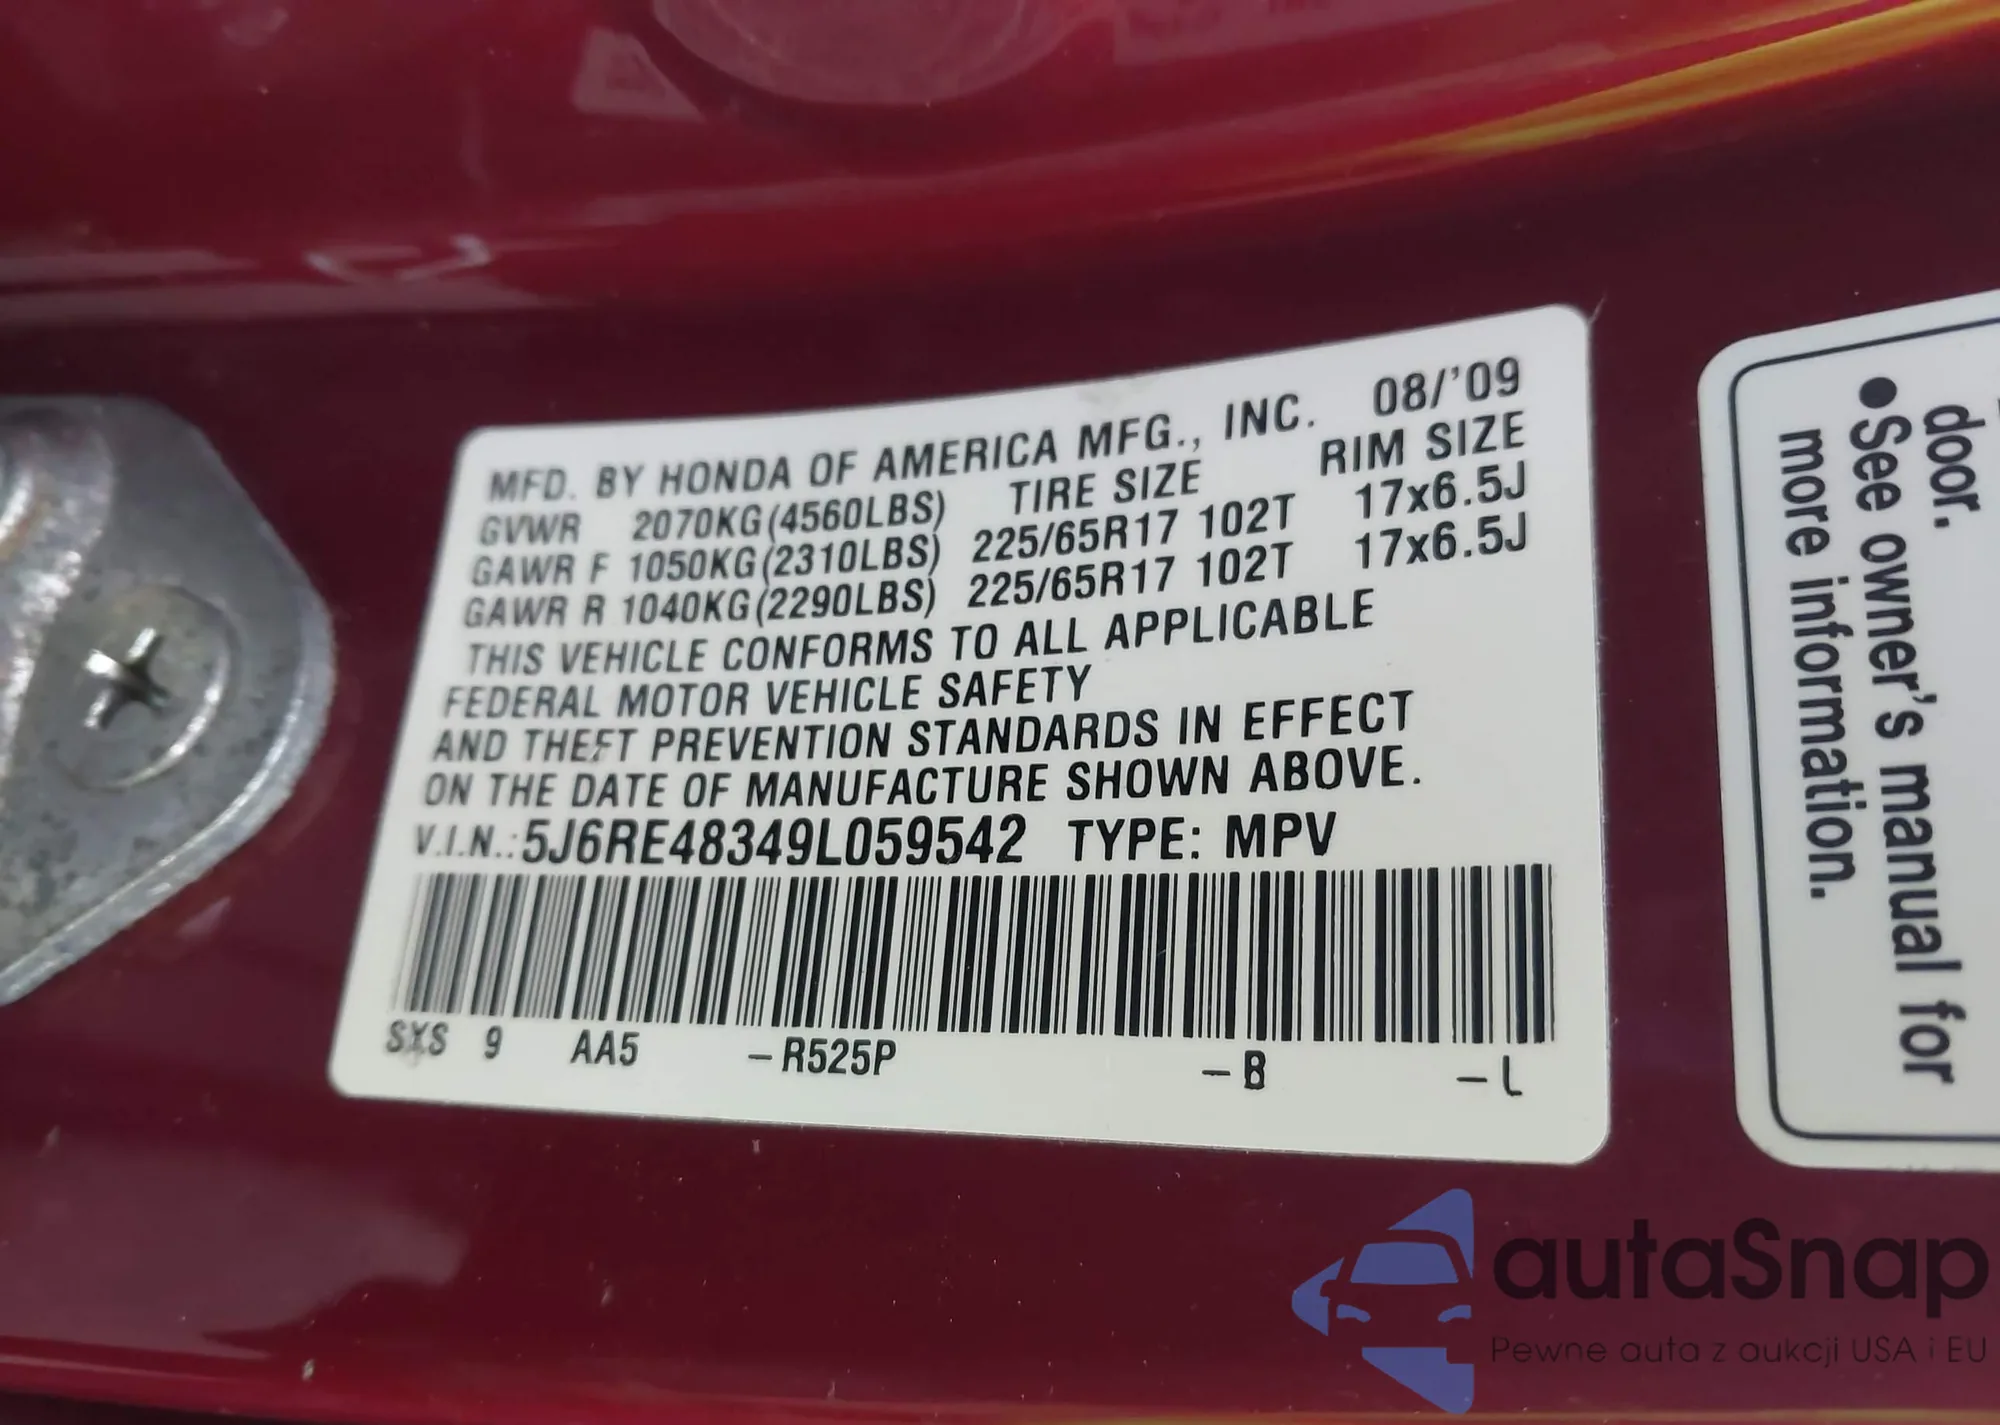 MFD. BY HONDA OF AMERICA MFG., INC. 08/'09
GVWR 2070KG(4560LBS) TIRE SIZE RIM SIZE
GAWR F 1050KG(2310LBS) 225/65R17 102T 17x6.5J
GAWR R 1040KG(2290LBS) 225/65R17 102T 17x6.5J
THIS VEHICLE CONFORMS TO ALL APPLICABLE
FEDERAL MOTOR VEHICLE SAFETY
AND THEFT PREVENTION STANDARDS IN EFFECT
ON THE DATE OF MANUFACTURE SHOWN ABOVE.
V.I.N.:5J6RE48349L059542 TYPE: MPV
SXS 9 AA5 -R525P -B -L
door.
•See owner's manual for
more information.
autaSnap
Pewne auta z aukcji USA i EU